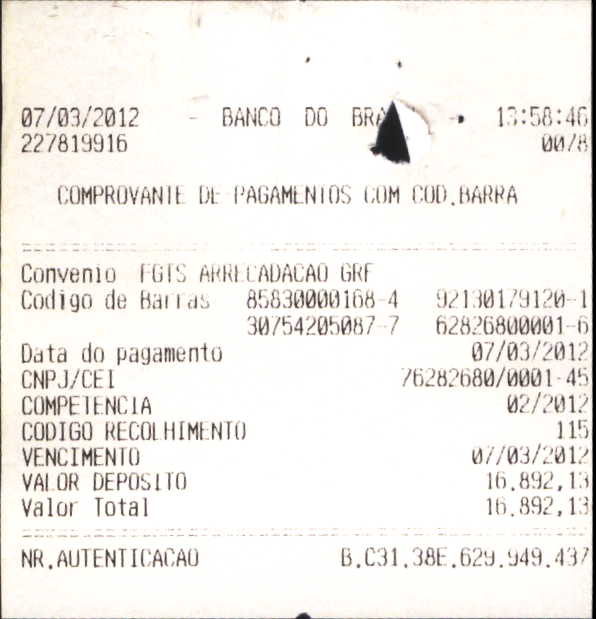 07/03/2012 - BANCO DO BRA - 13:58:46
227819916 0078
COMPROVANTE DE PAGAMENTOS COM COD.BARRA
Convenio FGTS ARRECADACAO GRF
Codigo de Barras 85830000168-4 92130179120-1
30754205087-7 62826800001-6
Data do pagamento 07/03/2012
CNPJ/CEI 76282680/0001-45
COMPETENCIA 02/2012
CODIGO RECOLHIMENTO 115
VENCIMENTO 07/03/2012
VALOR DEPOSITO 16.892,13
Valor Total 16.892,13
NR.AUTENTICACAO B.C31.38E.629.949.437